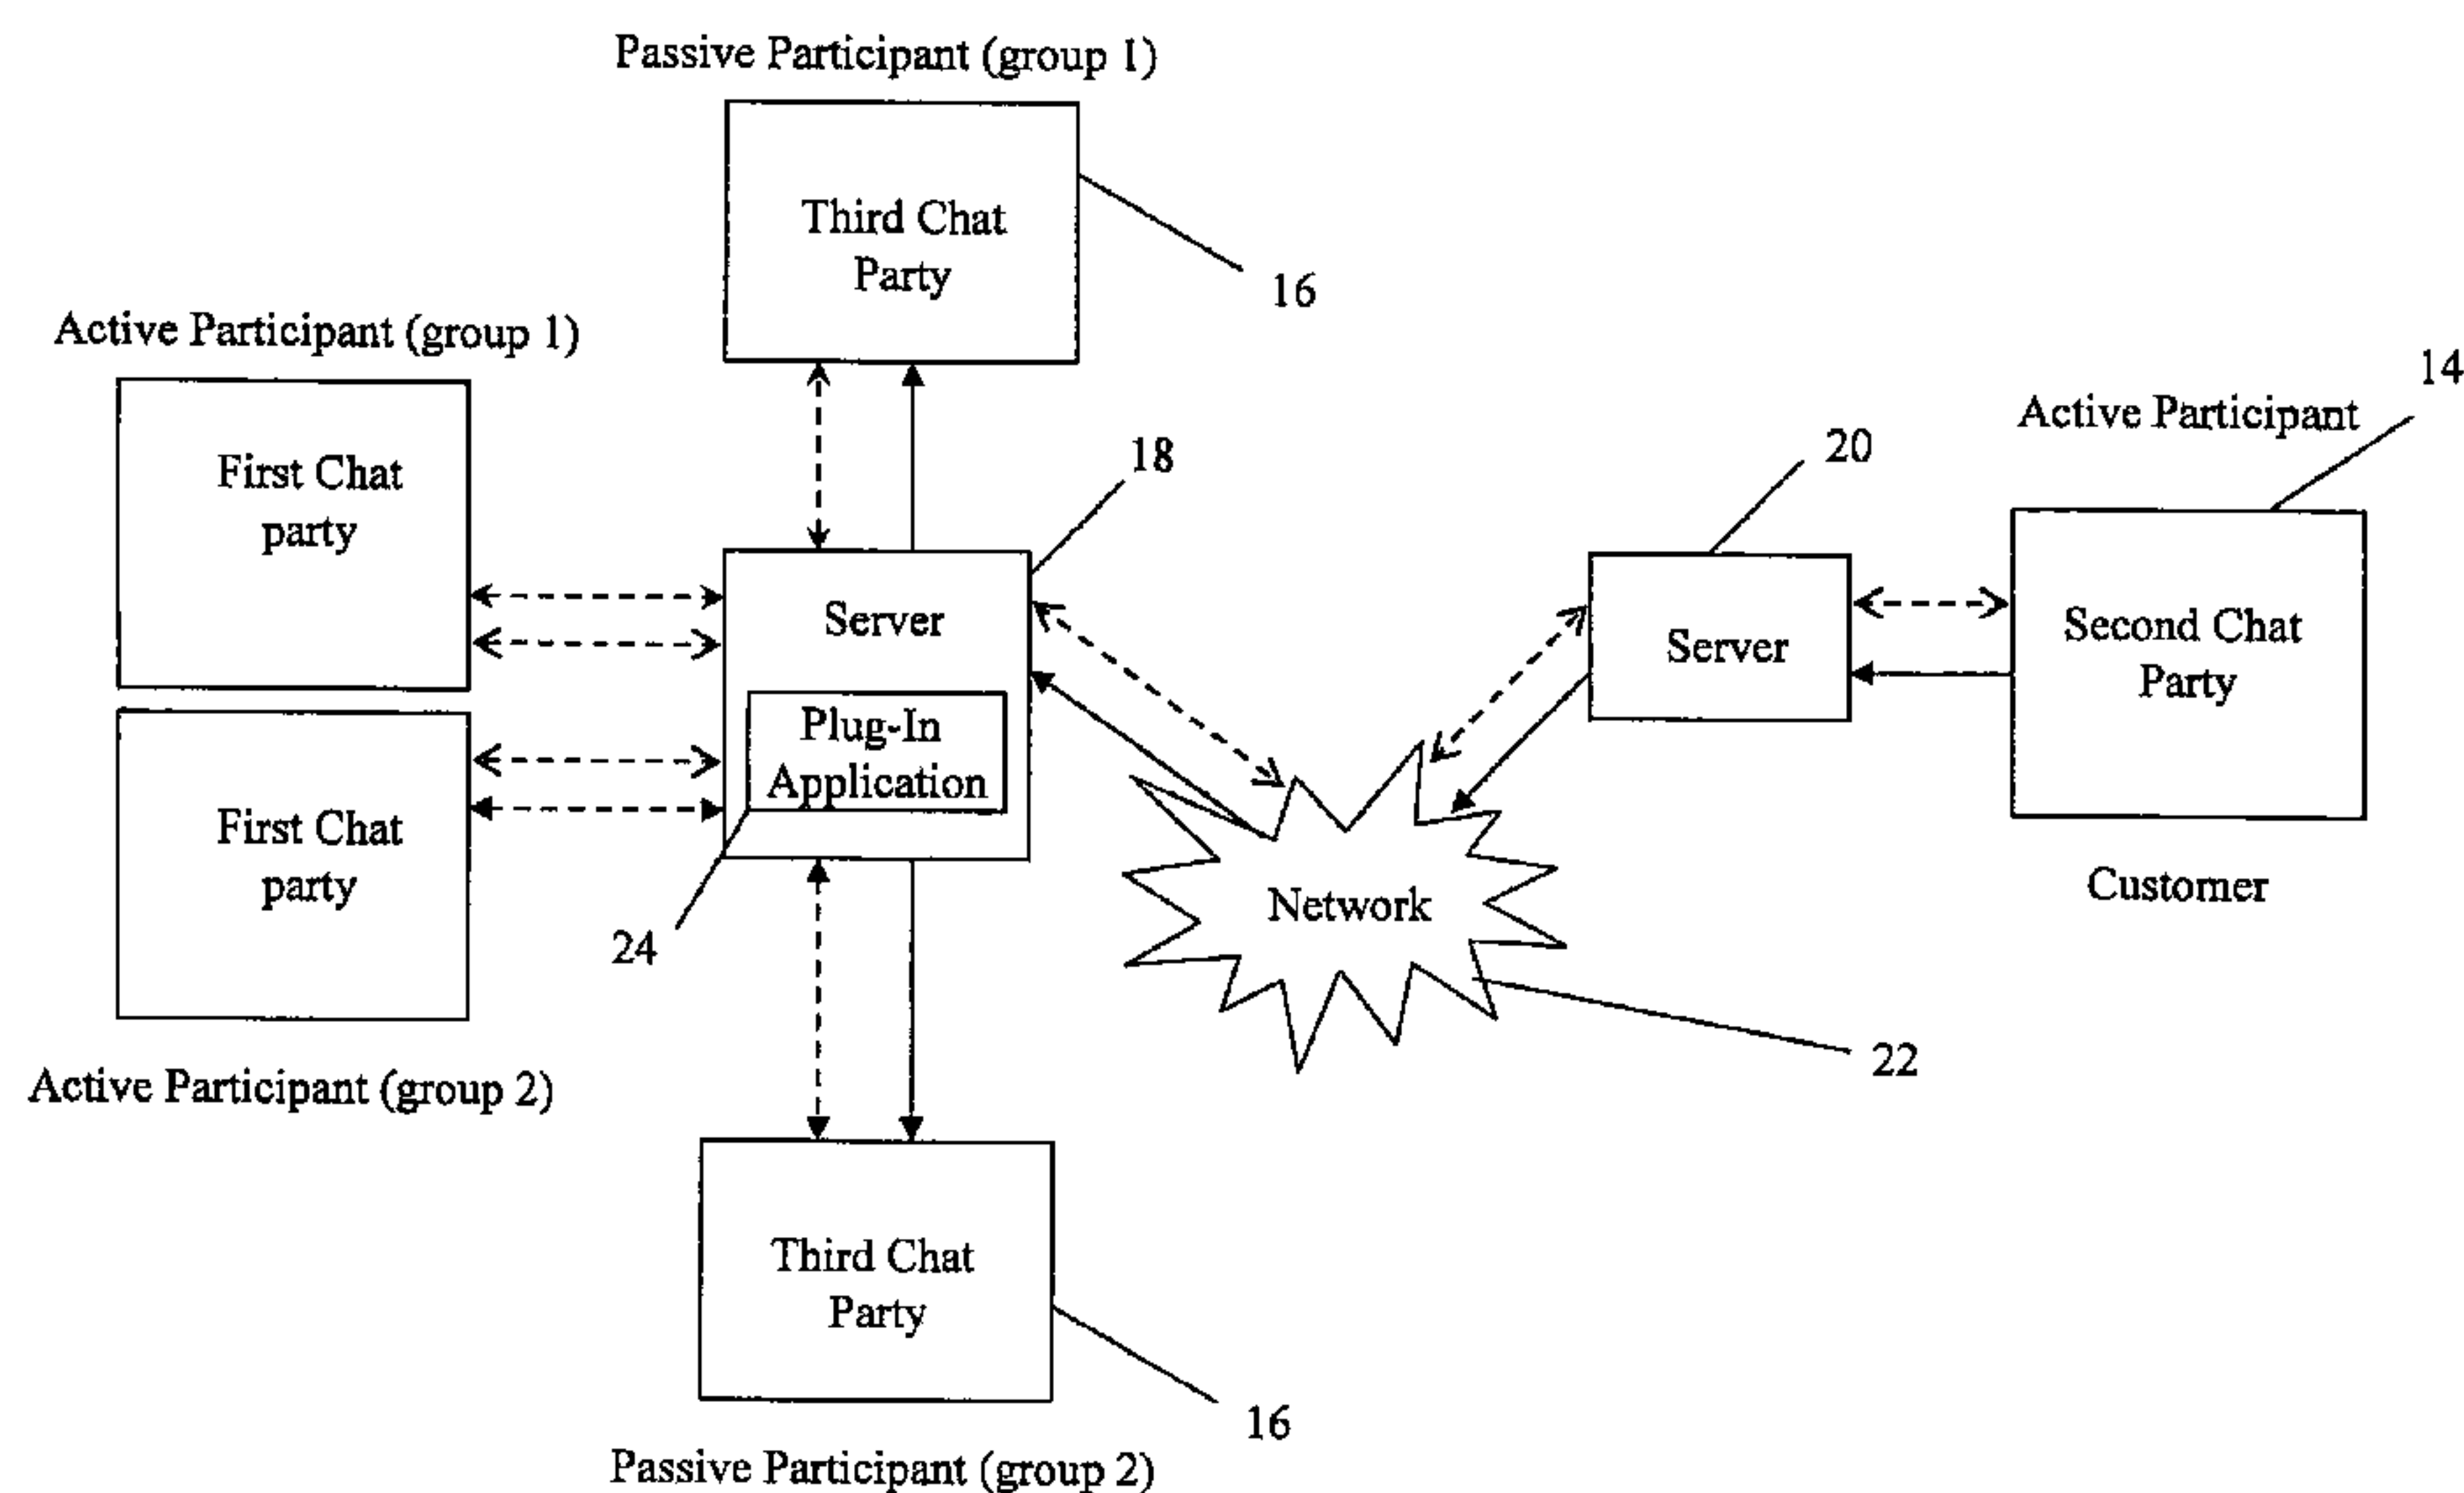 Passive Participant (group 1)
Third Chat
Party
16
Active Participant (group 1)
First Chat
party
18
Server
Plug-In
Application
24
First Chat
party
Active Participant (group 2)
Network
22
20
Server
14
Active Participant
Second Chat
Party
Customer
Third Chat
Party
16
Passive Participant (group 2)